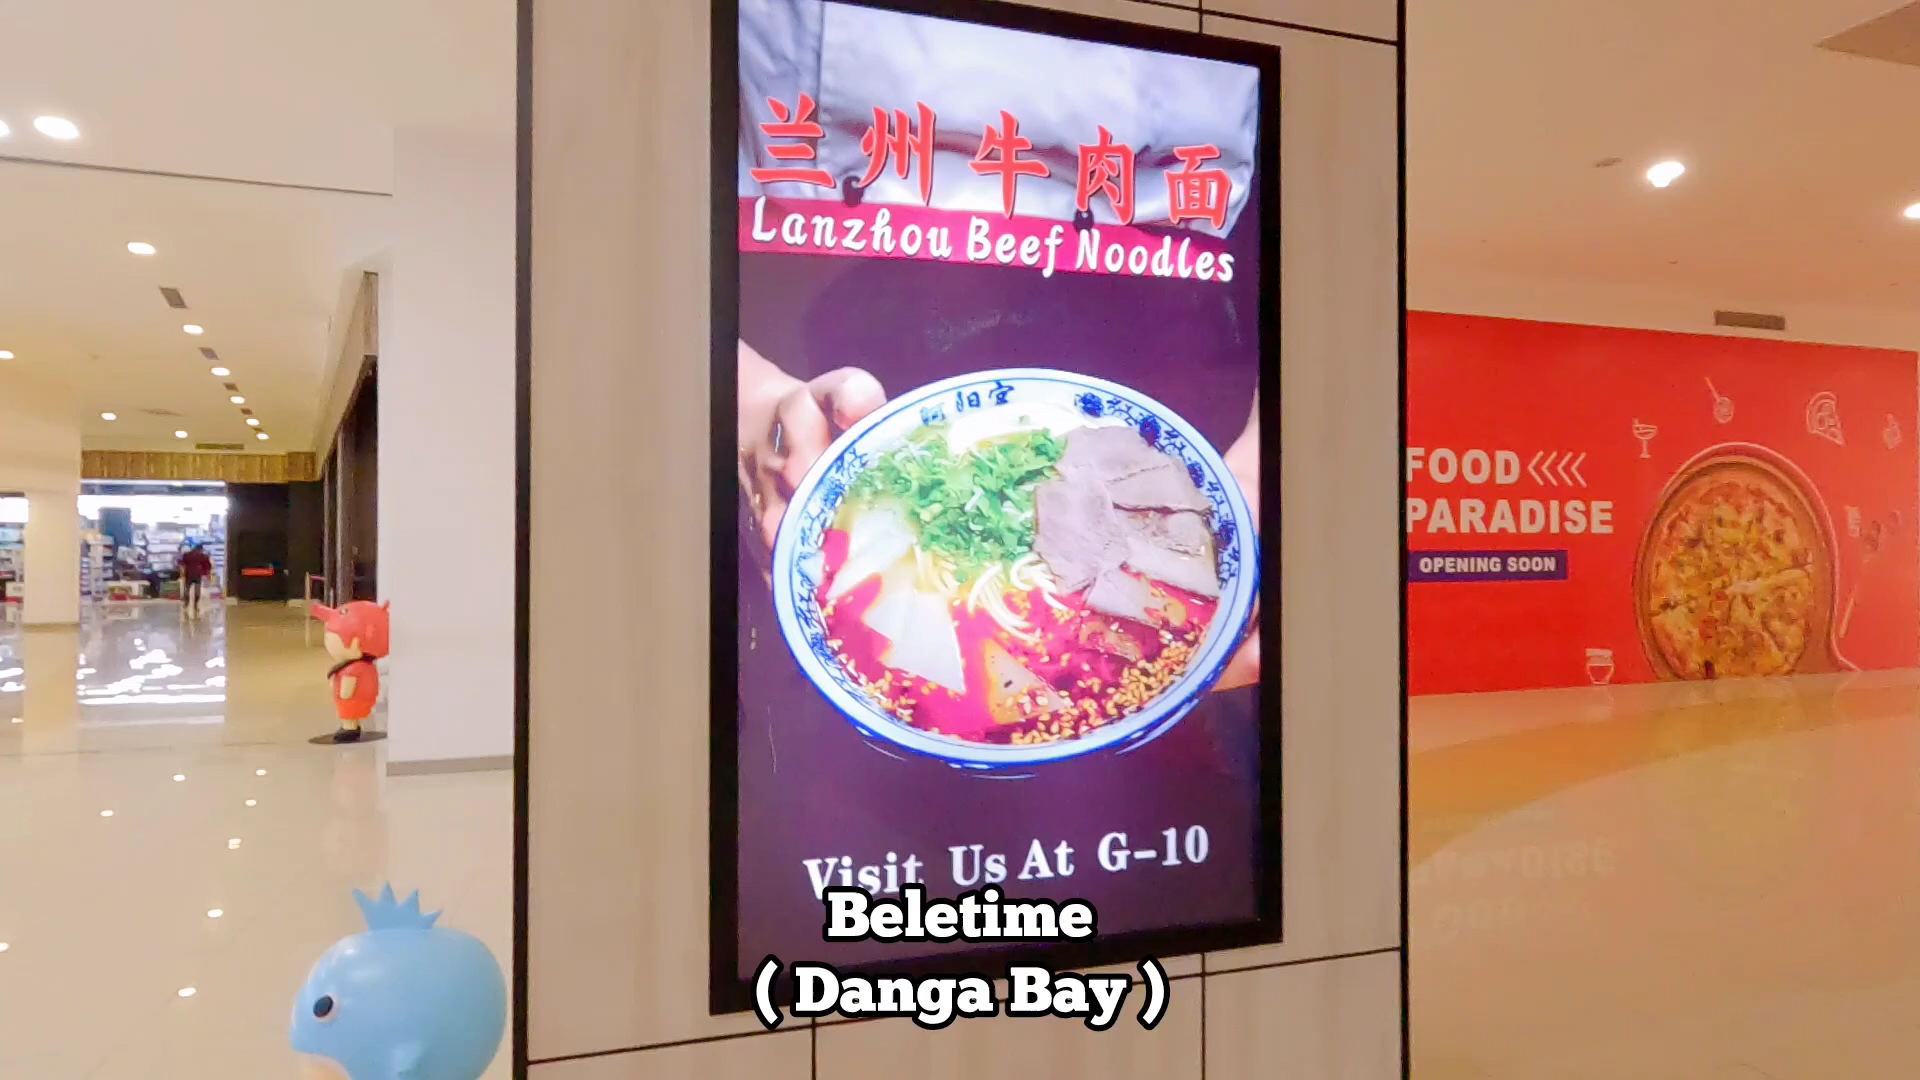 兰州牛肉面
Lanzhou Beef Noodles
Visit Us At G-10
FOOD
PARADISE
OPENING SOON
Beletime
( Danga Bay )